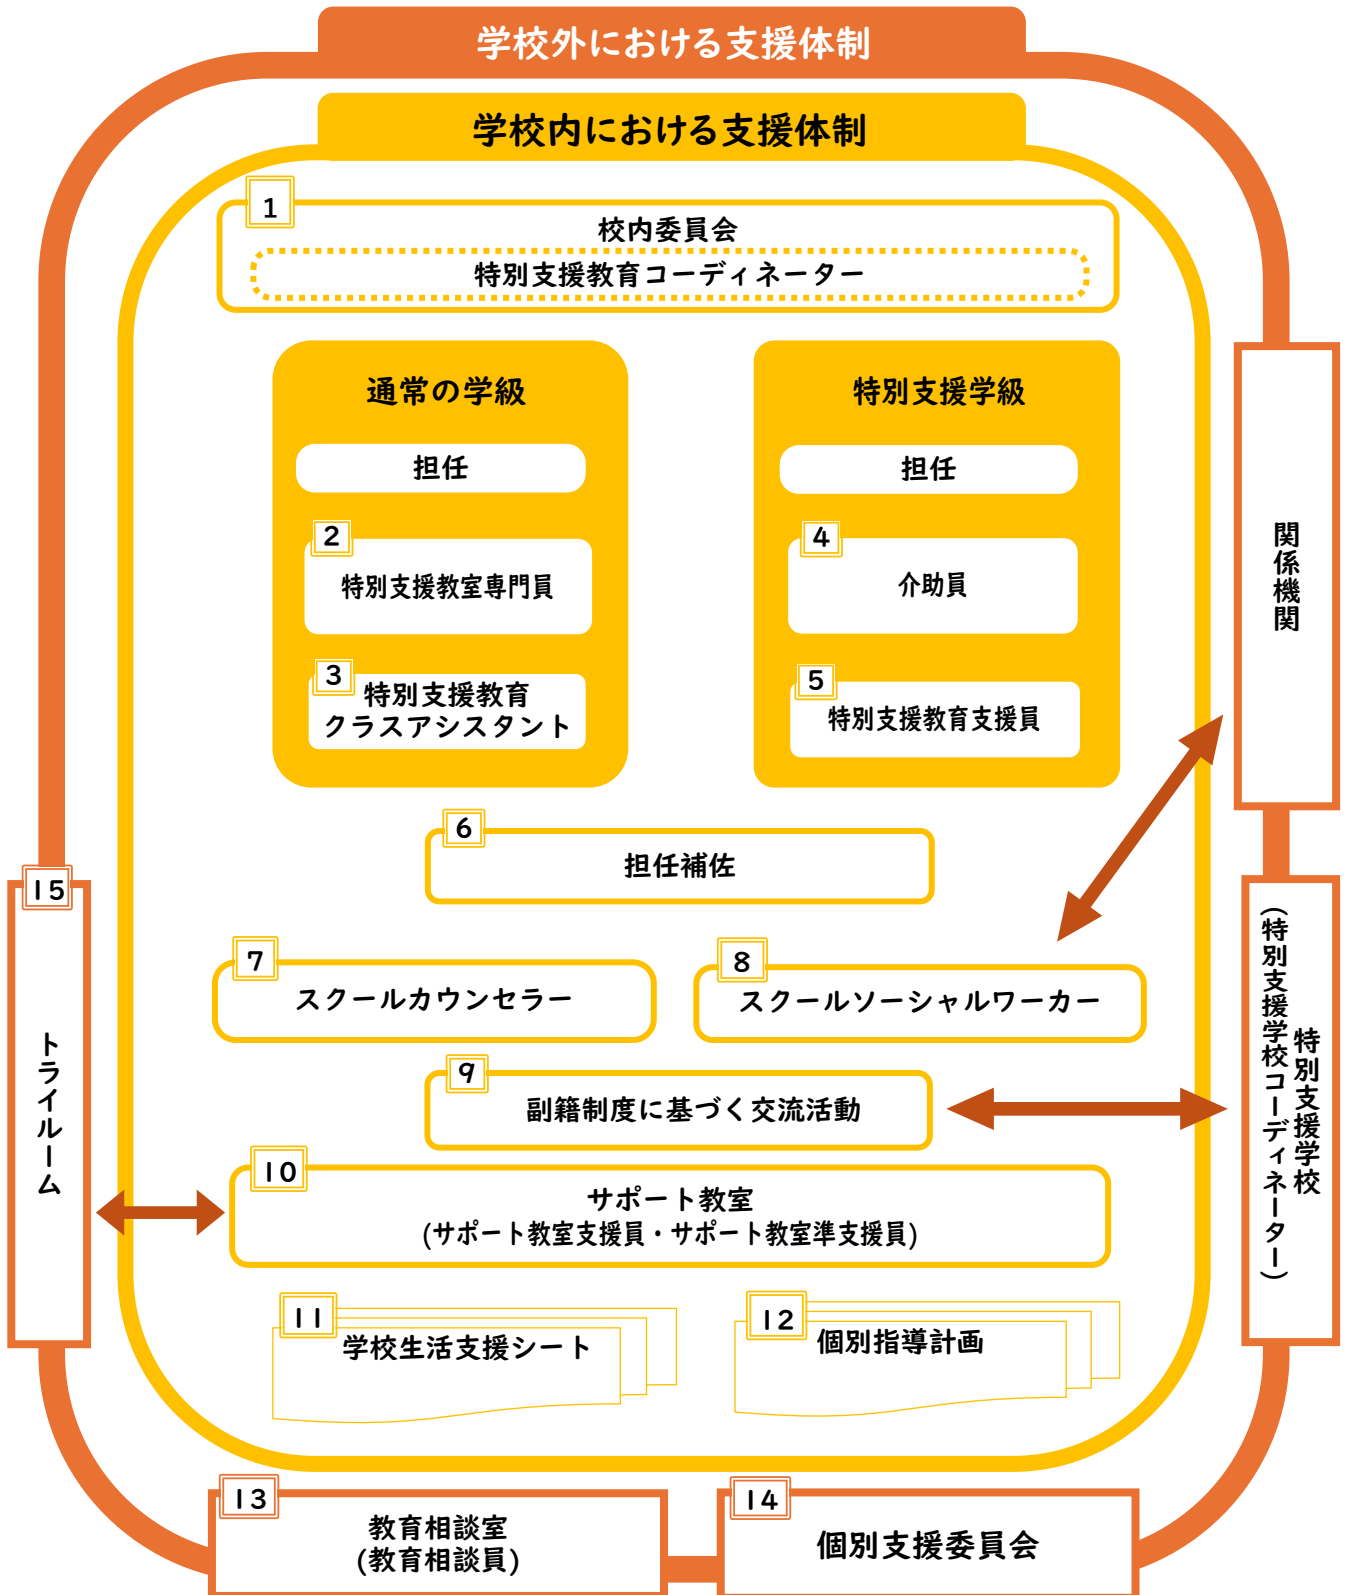 学校外における支援体制
学校内における支援体制
1
校内委員会
特別支援教育コーディネーター
通常の学級
担任
2
特別支援教室専門員
3
特別支援教育
クラスアシスタント
特別支援学級
担任
4
介助員
5
特別支援教育支援員
6
担任補佐
7
スクールカウンセラー
8
スクールソーシャルワーカー
9
副籍制度に基づく交流活動
10
サポート教室
(サポート教室支援員・サポート教室準支援員)
11
学校生活支援シート
12
個別指導計画
関係機関
特別支援学校
(特別支援学校コーディネーター)
15
トライルーム
13
教育相談室
(教育相談員)
14
個別支援委員会